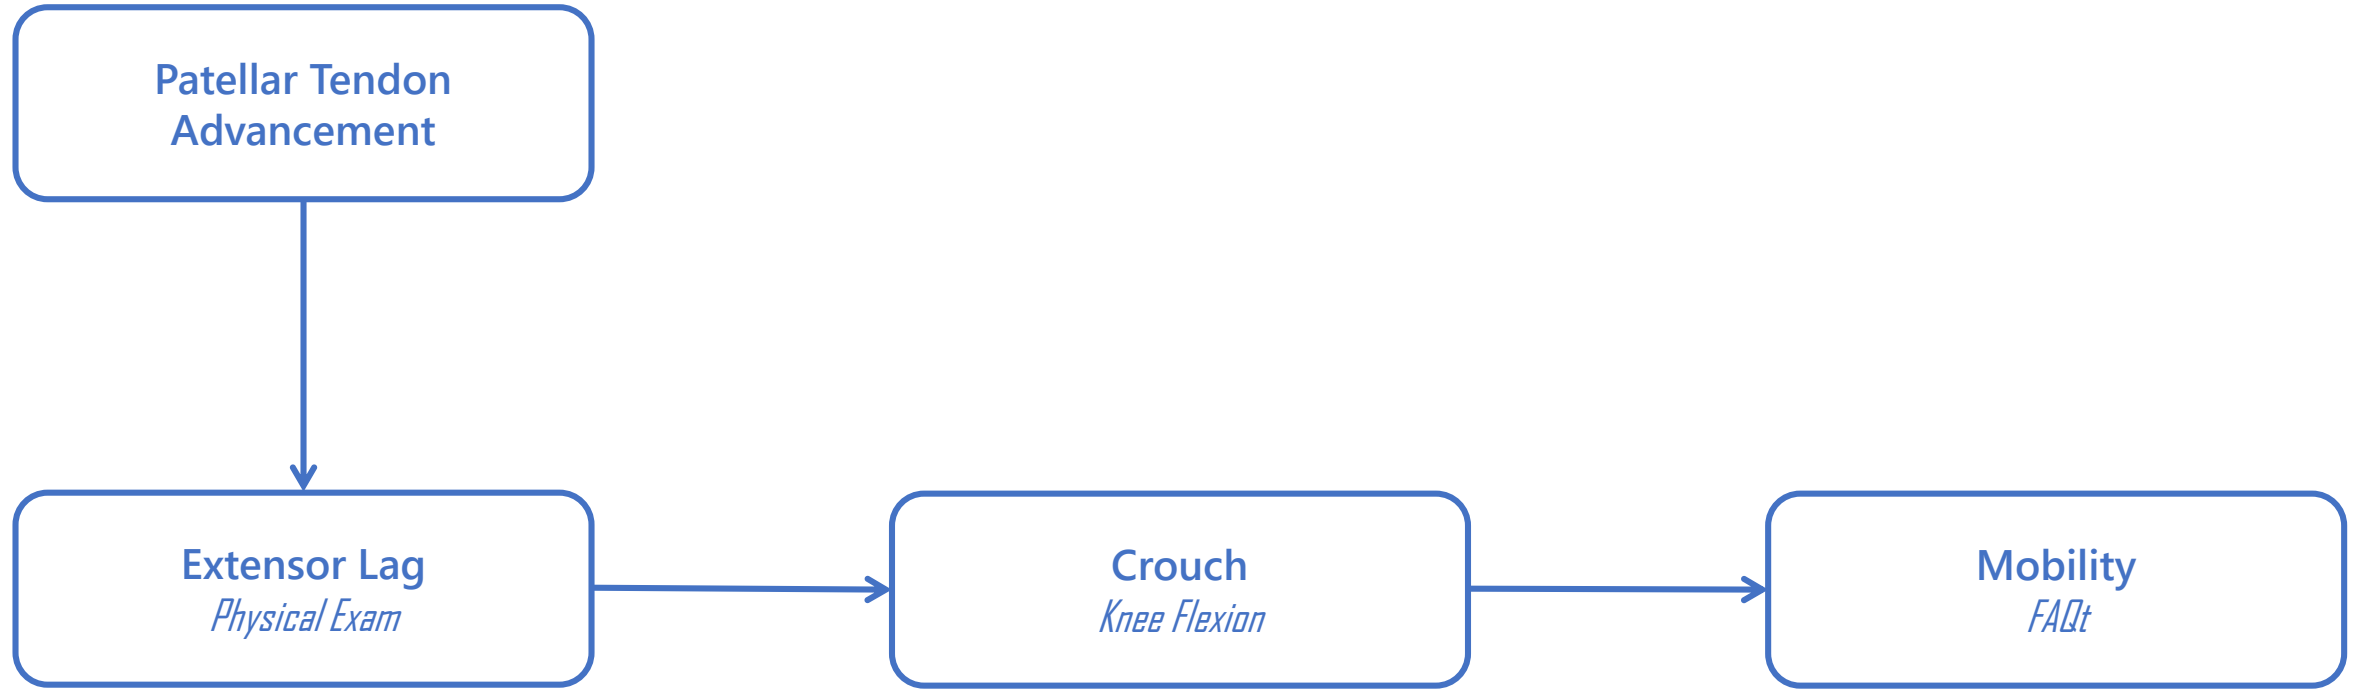 Patellar Tendon
Advancement
Extensor Lag
Physical Exam
Crouch
Knee Flexion
Mobility
FAQt